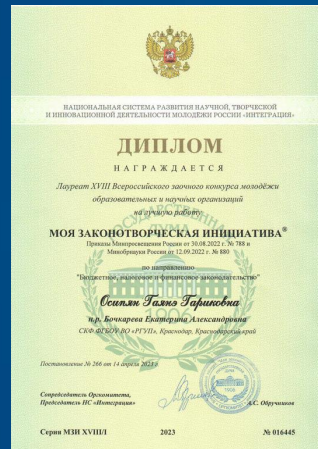 НАЦИОНАЛЬНАЯ СИСТЕМА РАЗВИТИЯ НАУЧНОЙ, ТВОРЧЕСКОЙ
И ИННОВАЦИОННОЙ ДЕЯТЕЛЬНОСТИ МОЛОДЁЖИ РОССИИ «ИНТЕГРАЦИЯ»
ДИПЛОМ
НАГРАЖДАЕТСЯ
Лауреат XVIII Всероссийского заочного конкурса молодёжи
образовательных и научных организаций
на лучшую работу
МОЯ ЗАКОНОТВОРЧЕСКАЯ ИНИЦИАТИВА®
Приказы Минпросвещения России от 30.08.2022 г. № 788 и
Минобрнауки России от 12.09.2022 г. № 880
по направлению
"Бюджетное, налоговое и финансовое законодательство"
Осипян Гаянэ Гариковна
н.р. Бочкарева Екатерина Александровна
СКФ ФГБОУ ВО «РГУП», Краснодар, Краснодарский край
Постановление № 266 от 14 апреля 2023 г.
Сопредседатель Оргкомитета,
Председатель НС «Интеграция»
А.С. Обручников
Серия МЗИ XVIII/I
2023
№ 016445